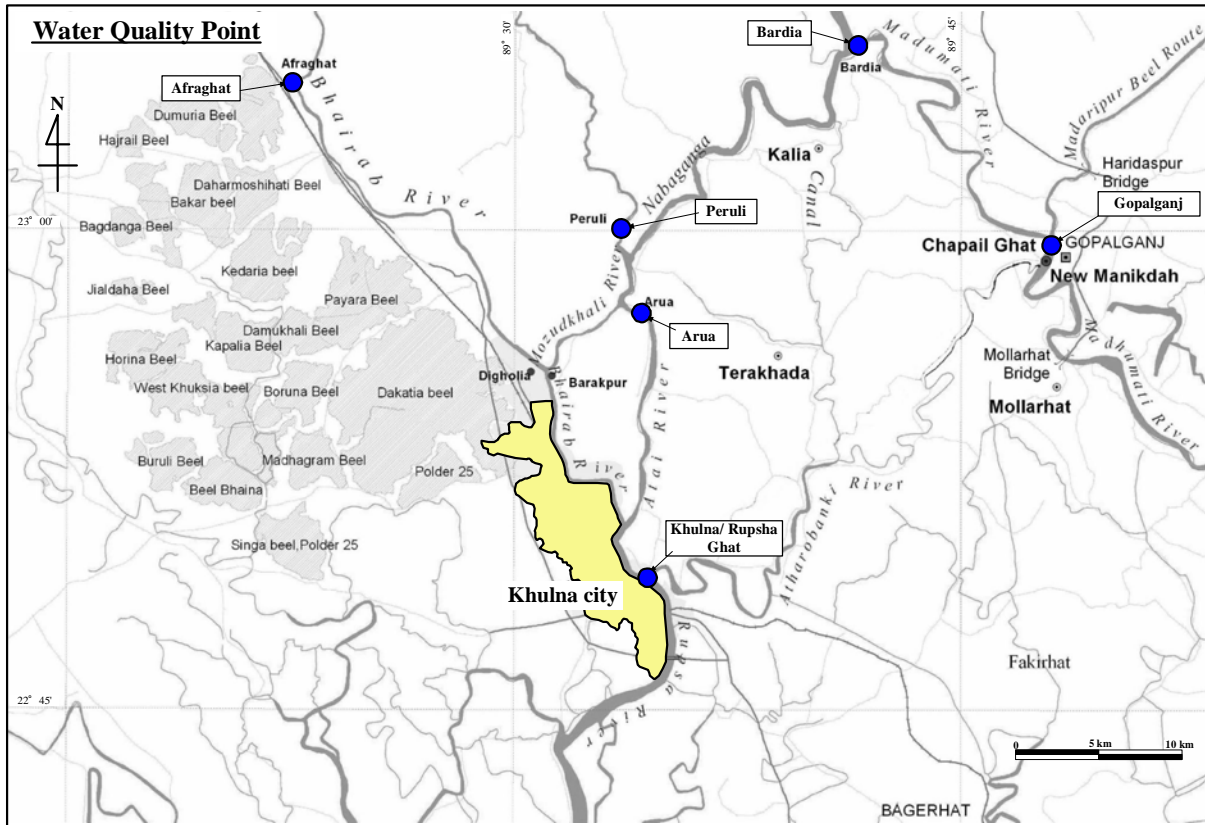 Water Quality Point
89° 30'
89° 45'
Bardia
Bardia
Madumati River
Madaripur Beel Route
Afraghat
Afraghat
Bhairab River
N
Dumuria Beel
Hajrail Beel
Kalia
Canal
Haridaspur
Bridge
Nabaganga
Daharmoshihati Beel
Bakar beel
Peruli
Peruli
Gopalganj
23° 00'
Bagdanga Beel
Chapail Ghat
GOPALGANJ
New Manikdah
Kedaria beel
Jialdaha Beel
Payara Beel
Mozudkhali River
Arua
Arua
Damukhali Beel
Kapalia Beel
Horina Beel
Madhumati River
Mollarhat
Bridge
Mollarhat
Terakhada
Digholia
Barakpur
West Khuksia beel
Boruna Beel
Dakatia beel
Bhairab River
Atai River
Buruli Beel
Madhagram Beel
Polder 25
Beel Bhaina
Atharobanki River
Singa beel,Polder 25
Khulna/ Rupsha
Ghat
Khulna city
Rupsa River
Fakirhat
22° 45'
0 5 km 10 km
BAGERHAT